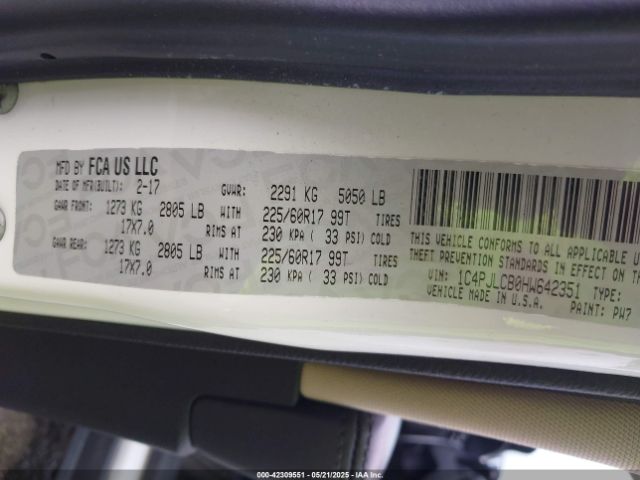 MFD BY FCA US LLC
DATE OF MFR(BUILT): 2-17 GVWR: 2291 KG 5050 LB
GAWR FRONT: 1273 KG 2805 LB WITH 225/60R17 99T TIRES
17X7.0 RIMS AT 230 KPA ( 33 PSI) COLD
GAWR REAR: 1273 KG 2805 LB WITH 225/60R17 99T TIRES
17X7.0 RIMS AT 230 KPA ( 33 PSI) COLD
THIS VEHICLE CONFORMS TO ALL
THEFT PREVENTION STANDARDS IN EFFECT ON THE
VIN: 1C4PJLCB0HW642351 TYPE:
VEHICLE MADE IN U.S.A. PAINT: PW7
000-42309551 / 05/21/2025 / IAAI.COM